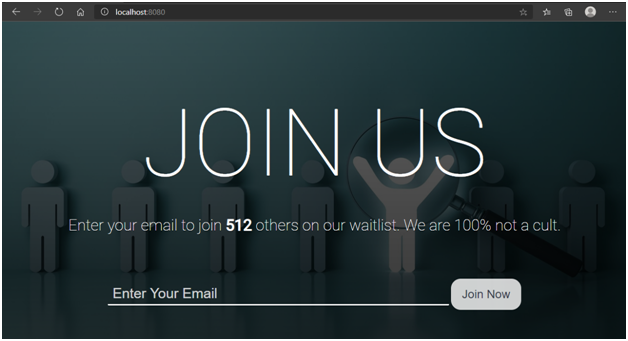 localhost:8080
JOIN US
Enter your email to join 512 others on our waitlist. We are 100% not a cult.
Enter Your Email
Join Now